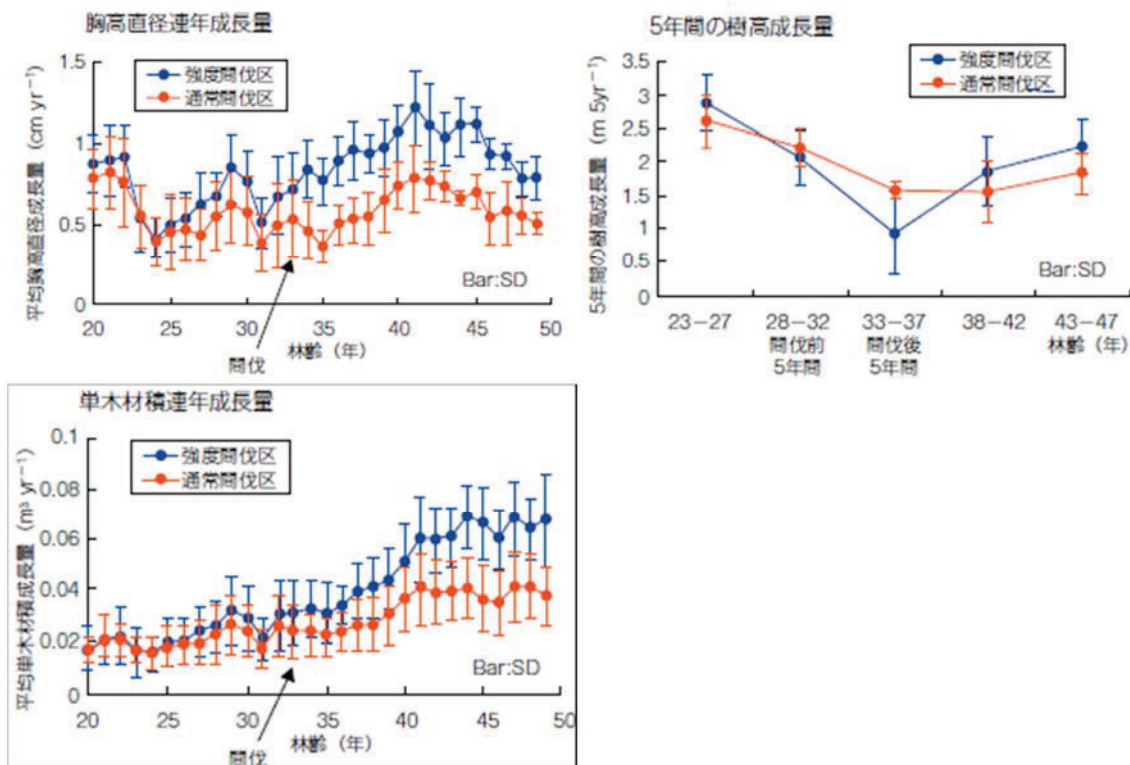 胸高直径連年成長量
平均胸高直径成長量 (cm yr⁻¹)
1.5
1
0.5
0
強度間伐区
通常間伐区
Bar:SD
20
25
30
35
40
45
50
林齢（年）
間伐
5年間の樹高成長量
5年間の樹高成長量 (m 5yr⁻¹)
3.5
3
2.5
2
1.5
1
0.5
0
強度間伐区
通常間伐区
Bar:SD
23－27
28－32
33－37
38－42
43－47
間伐前
間伐後
林齢（年）
5年間
5年間
単木材積連年成長量
平均単木材積成長量 (m³ yr⁻¹)
0.1
0.08
0.06
0.04
0.02
0
強度間伐区
通常間伐区
Bar:SD
20
25
30
35
40
45
50
林齢（年）
間伐